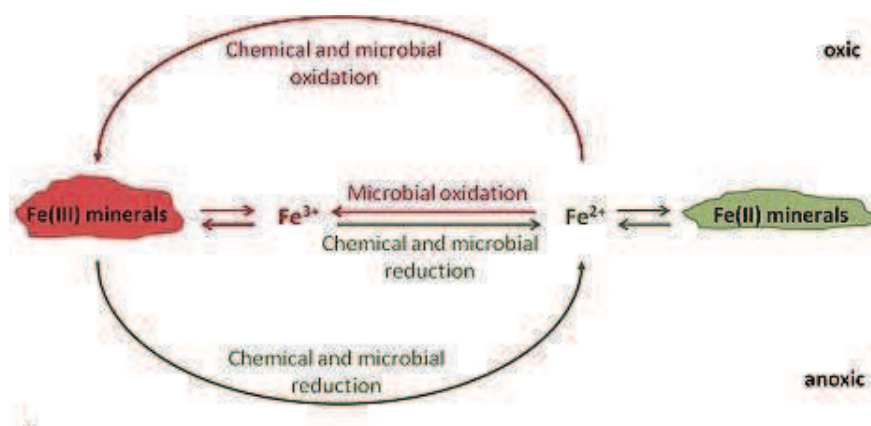 Chemical and microbial
oxidation
oxic
Fe(III) minerals
Fe³⁺
Microbial oxidation
Chemical and microbial
reduction
Fe²⁺
Fe(II) minerals
Chemical and microbial
reduction
anoxic